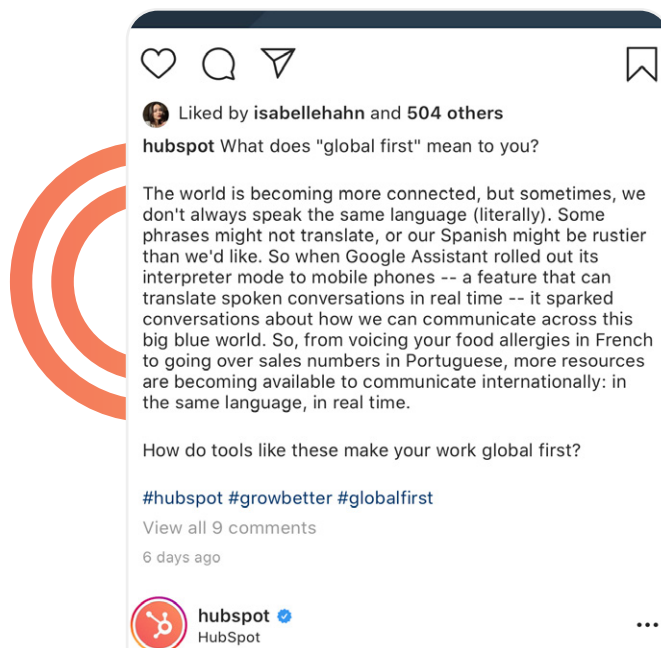 Liked by isabellehahn and 504 others
hubspot What does "global first" mean to you?
The world is becoming more connected, but sometimes, we
don't always speak the same language (literally). Some
phrases might not translate, or our Spanish might be rustier
than we'd like. So when Google Assistant rolled out its
interpreter mode to mobile phones -- a feature that can
translate spoken conversations in real time -- it sparked
conversations about how we can communicate across this
big blue world. So, from voicing your food allergies in French
to going over sales numbers in Portuguese, more resources
are becoming available to communicate internationally: in
the same language, in real time.
How do tools like these make your work global first?
#hubspot #growbetter #globalfirst
View all 9 comments
6 days ago
hubspot
HubSpot